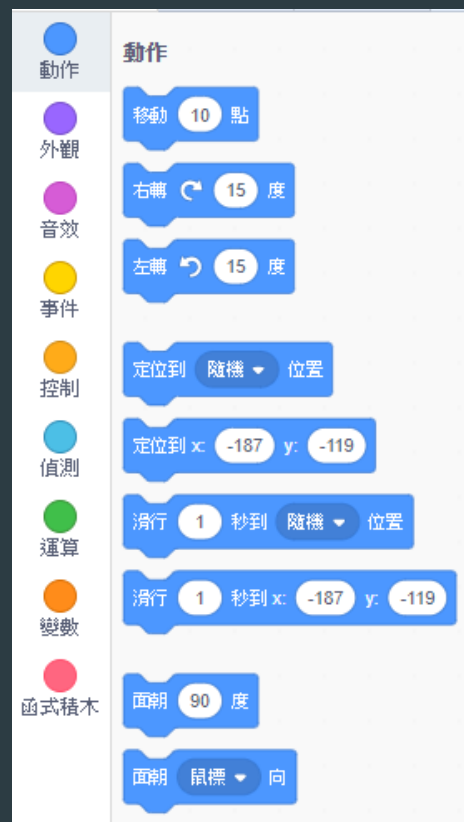 動作
外觀
音效
事件
控制
偵測
運算
變數
函式積木
動作
移動 10 點
右轉 15 度
左轉 15 度
定位到 隨機 位置
定位到 x: -187 y: -119
滑行 1 秒到 隨機 位置
滑行 1 秒到 x: -187 y: -119
面朝 90 度
面朝 鼠標 向